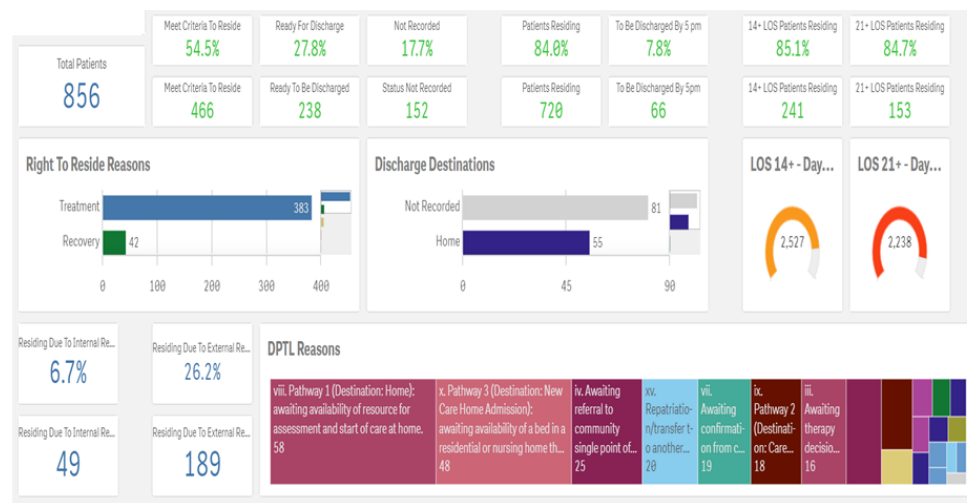 Total Patients
856
Meet Criteria To Reside
54.5%
Ready For Discharge
27.8%
Not Recorded
17.7%
Patients Residing
84.0%
To Be Discharged By 5 pm
7.8%
14+ LOS Patients Residing
85.1%
21+ LOS Patients Residing
84.7%
Meet Criteria To Reside
466
Ready To Be Discharged
238
Status Not Recorded
152
Patients Residing
720
To Be Discharged By 5pm
66
14+ LOS Patients Residing
241
21+ LOS Patients Residing
153
Right To Reside Reasons
Treatment
383
Recovery
42
0 100 200 300 400
Discharge Destinations
Not Recorded
81
Home
55
0 45 90
LOS 14+ - Day...
2,527
LOS 21+ - Day...
2,238
Residing Due To Internal Re...
6.7%
Residing Due To External Re...
26.2%
Residing Due To Internal Re...
49
Residing Due To External Re...
189
DPTL Reasons
viii. Pathway 1 (Destination: Home):
awaiting availability of resource for
assessment and start of care at home.
58
x. Pathway 3 (Destination: New
Care Home Admission):
awaiting availability of a bed in a
residential or nursing home th...
48
iv. Awaiting
referral to
community
single point of...
25
xv.
Repatriatio-
n/transfer t-
o another...
20
vii.
Awaiting
confirmati-
on from c...
19
ix.
Pathway 2
(Destinati-
on: Care...
18
iii.
Awaiting
therapy
decisio...
16